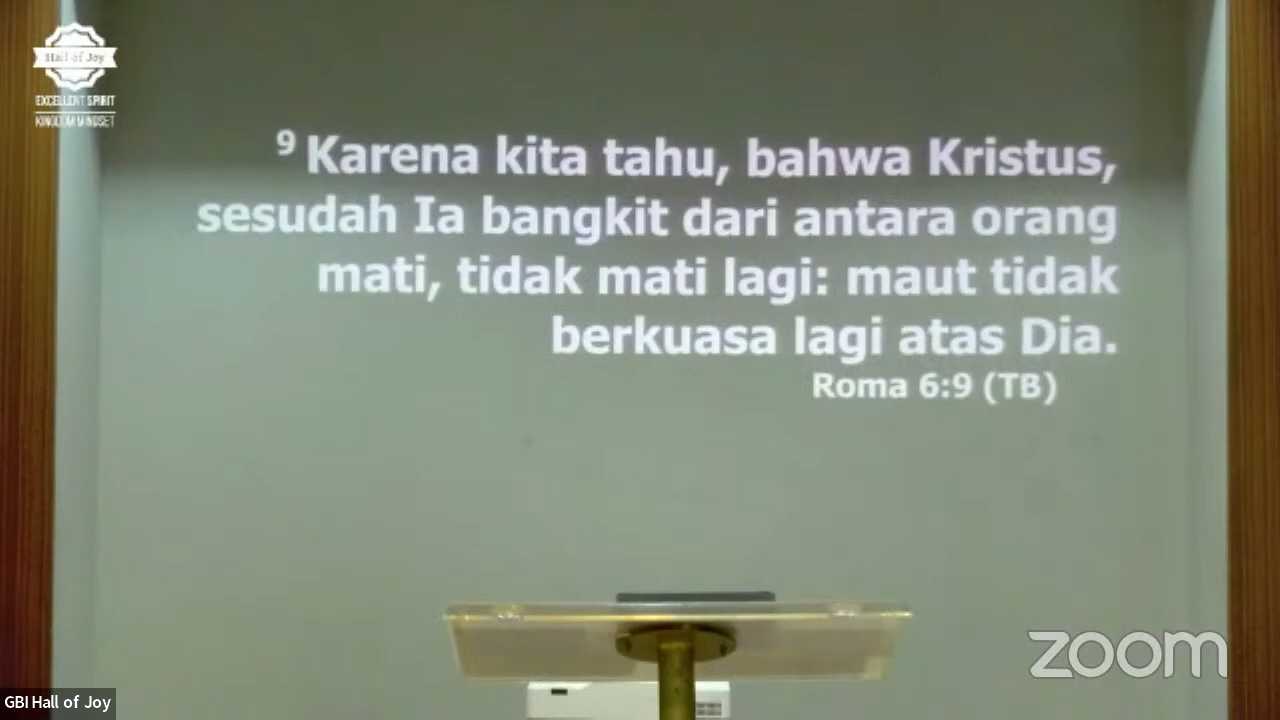 Hall of Joy
EXCELLENT SPIRIT
KINGDOM MINDSET
9 Karena kita tahu, bahwa Kristus,
sesudah Ia bangkit dari antara orang
mati, tidak mati lagi: maut tidak
berkuasa lagi atas Dia.
Roma 6:9 (TB)
zoom
GBI Hall of Joy